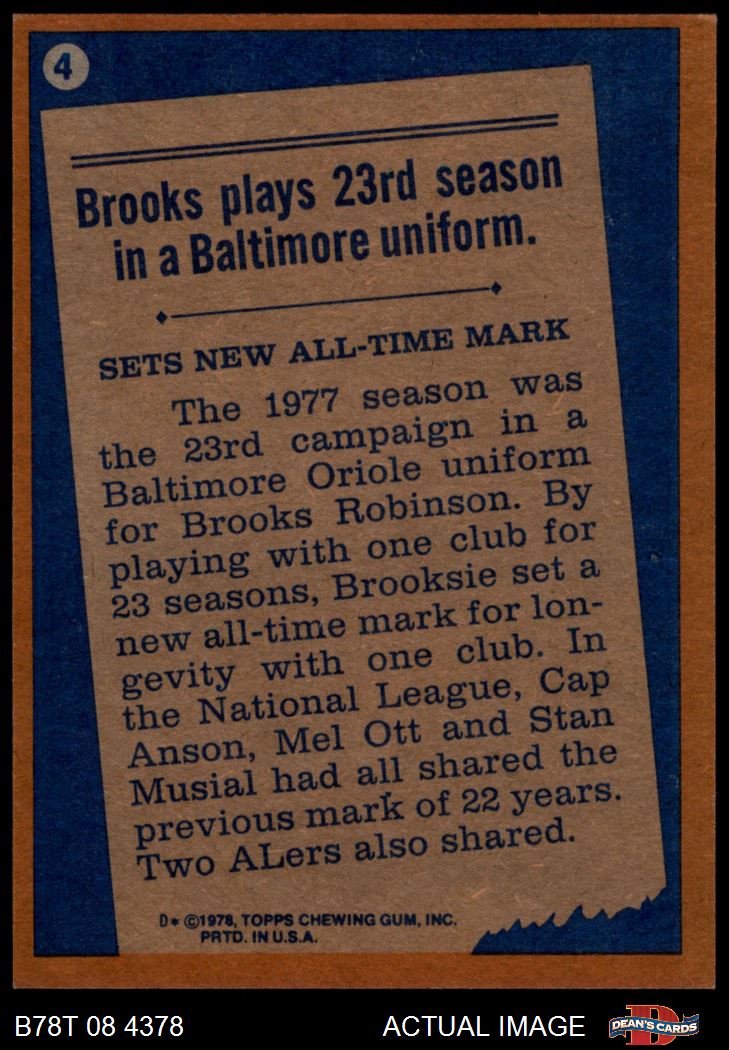 4
Brooks plays 23rd season
in a Baltimore uniform.
SETS NEW ALL-TIME MARK
The 1977 season was
the 23rd campaign in a
Baltimore Oriole uniform
for Brooks Robinson. By
playing with one club for
23 seasons, Brooksie set a
new all-time mark for lon-
gevity with one club. In
the National League, Cap
Anson, Mel Ott and Stan
Musial had all shared the
previous mark of 22 years.
Two ALers also shared.
D* ©1978, TOPPS CHEWING GUM, INC.
PRTD. IN U.S.A.
B78T 08 4378
ACTUAL IMAGE
D
DEAN'S CARDS